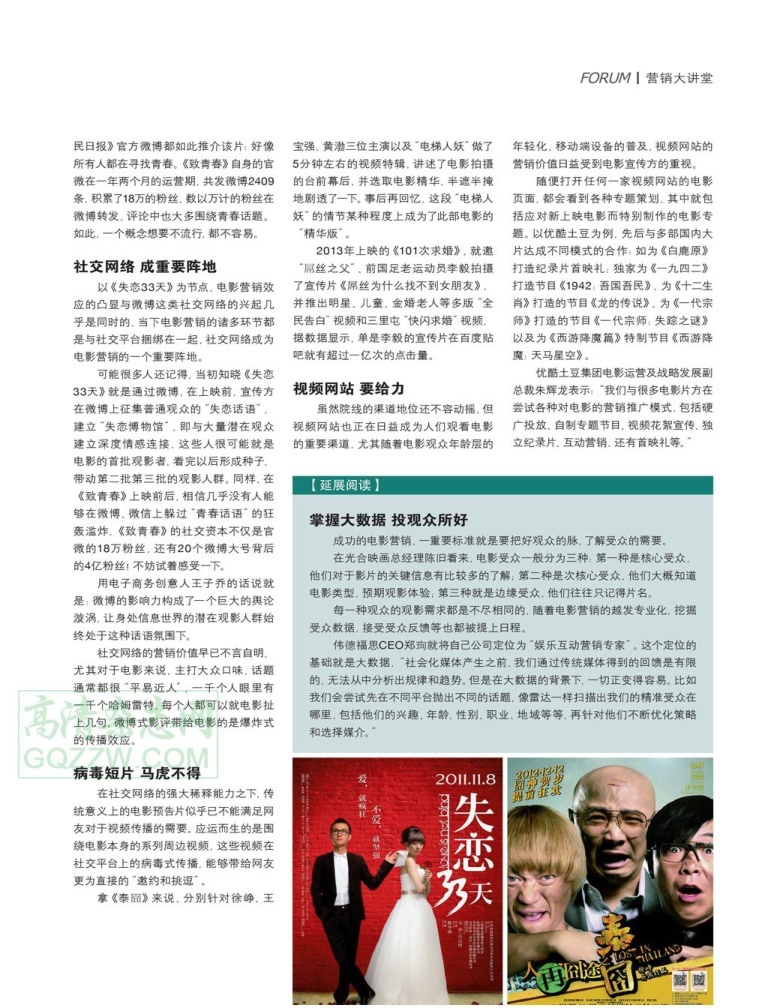 FORUM | 营销大讲堂
民日报》官方微博都如此推介该片：好像
所有人都在寻找青春。《致青春》自身的官
微在一年两个月的运营期，共发微博2409
条，积累了18万的粉丝，数以万计的粉丝在
微博转发、评论中也大多围绕青春话题。
如此，一个概念想要不流行，都不容易。
社交网络 成重要阵地
以《失恋33天》为节点，电影营销效
应的凸显与微博这类社交网络的兴起几
乎是同时的，当下电影营销的诸多环节都
是与社交平台捆绑在一起，社交网络成为
电影营销的一个重要阵地。
可能很多人还记得，当初知晓《失恋
33天》就是通过微博，在上映前，宣传方
在微博上征集普通观众的“失恋话语”，
建立“失恋博物馆”，即与大量潜在观众
建立深度情感连接，这些人很可能就是
电影的首批观影者，看完以后形成种子，
带动第二批第三批的观影人群。同样，在
《致青春》上映前后，相信几乎没有人能
够在微博、微信上躲过“青春话语”的狂
轰滥炸，《致青春》的社交资本不仅是官
微的18万粉丝，还有20个微博大号背后
的4亿粉丝！不妨试着感受一下。
用电子商务创意人王子乔的话说就
是：微博的影响力构成了一个巨大的舆论
漩涡，让身处信息世界的潜在观影人群始
终处于这种话语氛围下。
社交网络的营销价值早已不言自明，
尤其对于电影来说，主打大众口味，话题
通常都很“平易近人”，一千个人眼里有
一千个哈姆雷特，每个人都可以就电影扯
上几句，微博式影评带给电影的是爆炸式
的传播效应。
病毒短片 马虎不得
在社交网络的强大稀释能力之下，传
统意义上的电影预告片似乎已不能满足网
友对于视频传播的需要。应运而生的是围
绕电影本身的系列周边视频，这些视频在
社交平台上的病毒式传播，能够带给网友
更为直接的“邀约和挑逗”。
拿《泰囧》来说，分别针对徐峥、王
宝强、黄渤三位主演以及“电梯人妖”做了
5分钟左右的视频特辑，讲述了电影拍摄
的台前幕后，并选取电影精华，半遮半掩
地剧透了一下。事后再回忆，这段“电梯人
妖”的情节某种程度上成为了此部电影的
“精华版”。
2013年上映的《101次求婚》，就邀
“屌丝之父”、前国足老运动员李毅拍摄
了宣传片《屌丝为什么找不到女朋友》，
并推出明星、儿童、金婚老人等多版“全
民告白”视频和三里屯“快闪求婚”视频，
据数据显示，单是李毅的宣传片在百度贴
吧就有超过一亿次的点击量。
视频网站 要给力
虽然院线的渠道地位还不容动摇，但
视频网站也正在日益成为人们观看电影
的重要渠道，尤其随着电影观众年龄层的
年轻化、移动端设备的普及，视频网站的
营销价值日益受到电影宣传方的重视。
随便打开任何一家视频网站的电影
页面，都会看到各种专题策划，其中就包
括应对新上映电影而特别制作的电影专
题。以优酷土豆为例，先后与多部国内大
片达成不同模式的合作：如为《白鹿原》
打造纪录片首映礼；独家为《一九四二》
打造节目《1942：吾国吾民》、为《十二生
肖》打造的节目《龙的传说》、为《一代宗
师》打造的节目《一代宗师：失踪之谜》
以及为《西游降魔篇》特制节目《西游降
魔：天马星空》。
优酷土豆集团电影运营及战略发展副
总裁朱辉龙表示：“我们与很多电影片方在
尝试各种对电影的营销推广模式，包括硬
广投放、自制专题节目、视频花絮宣传、独
立纪录片、互动营销，还有首映礼等。”
【延展阅读】
掌握大数据 投观众所好
成功的电影营销，一重要标准就是要把好观众的脉，了解受众的需要。
在光合映画总经理陈旧看来，电影受众一般分为三种：第一种是核心受众，
他们对于影片的关键信息有比较多的了解；第二种是次核心受众，他们大概知道
电影类型，预期观影体验；第三种就是边缘受众，他们往往只记得片名。
每一种观众的观影需求都是不尽相同的，随着电影营销的越发专业化，挖掘
受众数据，接受受众反馈等也都被提上日程。
伟德福思CEO郑珣就将自己公司定位为“娱乐互动营销专家”。这个定位的
基础就是大数据，“社会化媒体产生之前，我们通过传统媒体得到的回馈是有限
的，无法从中分析出规律和趋势。但是在大数据的背景下，一切正变得容易。比如
我们会尝试先在不同平台抛出不同的话题，像雷达一样扫描出我们的精准受众在
哪里，包括他们的兴趣、年龄、性别、职业、地域等等，再针对他们不断优化策略
和选择媒介。”
高清杂志网
GQZZW.COM
爱，就疯狂
不爱，就坚强
2011.11.8
love is not blind
失恋33天
2012·12·12
囧神贺岁
提前狂欢
人再囧途之泰囧
LOST IN THAILAND